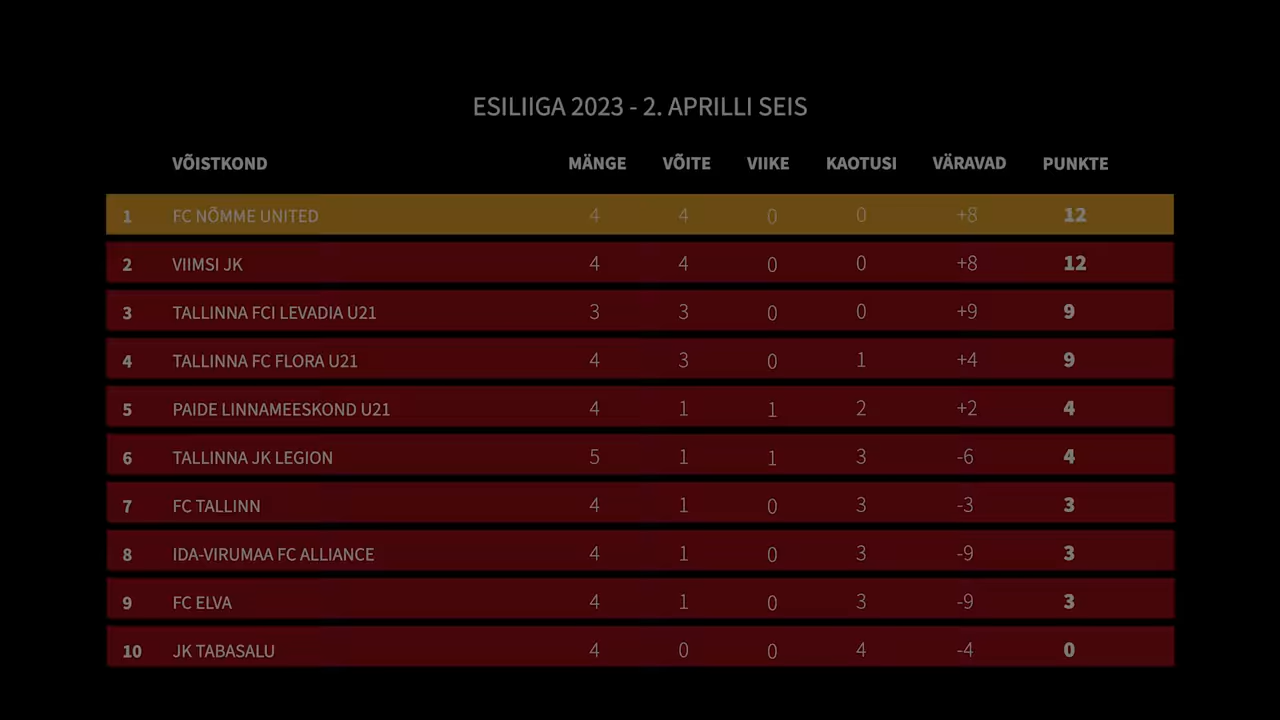 ESILIIGA 2023 - 2. APRILLI SEIS
VÕISTKOND MÄNGE VÕITE VIIKE KAOTUSI VÄRAVAD PUNKTE
1 FC NÕMME UNITED 4 4 0 0 +8 12
2 VIIMSI JK 4 4 0 0 +8 12
3 TALLINNA FCI LEVADIA U21 3 3 0 0 +9 9
4 TALLINNA FC FLORA U21 4 3 0 1 +4 9
5 PAIDE LINNAMEESKOND U21 4 1 1 2 +2 4
6 TALLINNA JK LEGION 5 1 1 3 -6 4
7 FC TALLINN 4 1 0 3 -3 3
8 IDA-VIRUMAA FC ALLIANCE 4 1 0 3 -9 3
9 FC ELVA 4 1 0 3 -9 3
10 JK TABASALU 4 0 0 4 -4 0